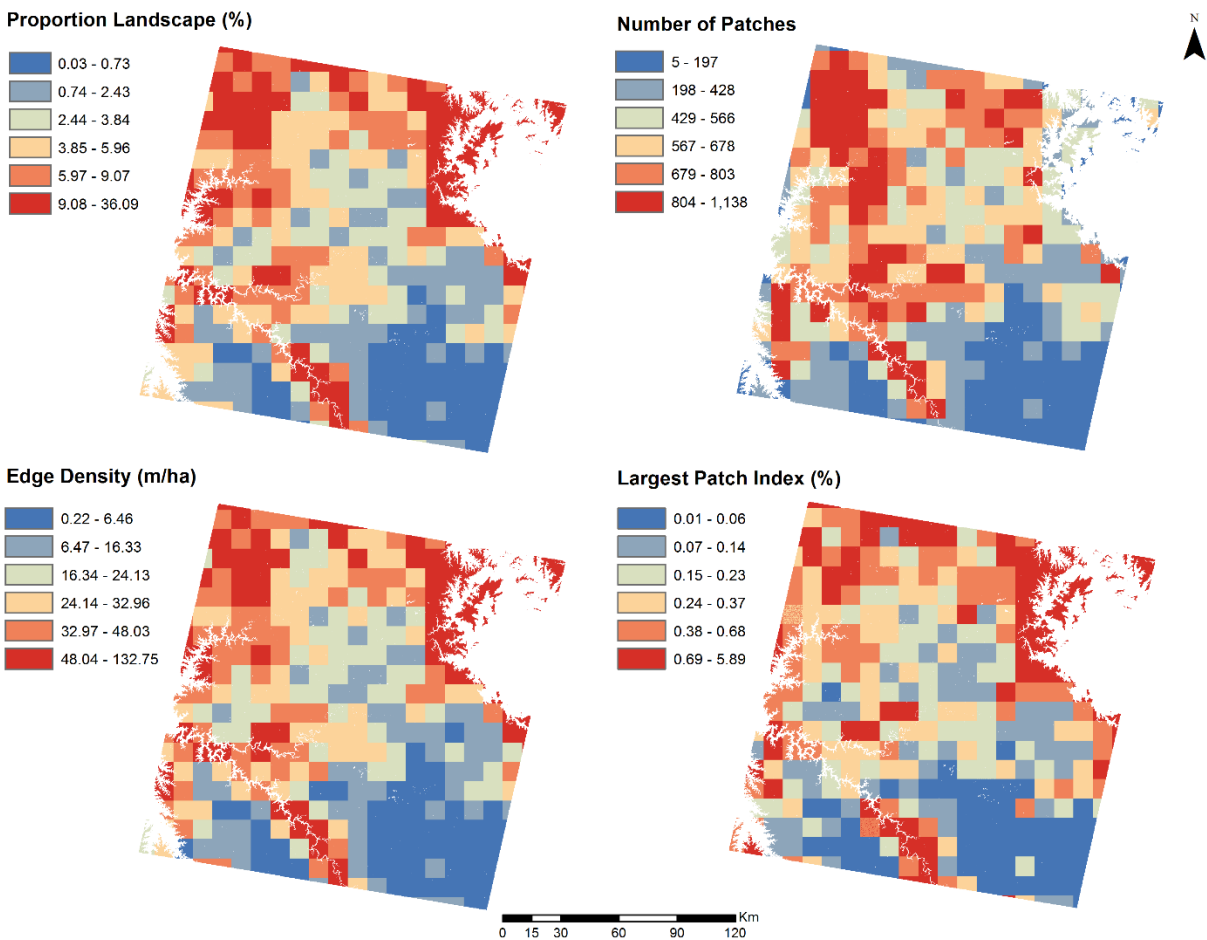 Proportion Landscape (%)
0.03 - 0.73
0.74 - 2.43
2.44 - 3.84
3.85 - 5.96
5.97 - 9.07
9.08 - 36.09
Number of Patches
5 - 197
198 - 428
429 - 566
567 - 678
679 - 803
804 - 1,138
N
Edge Density (m/ha)
0.22 - 6.46
6.47 - 16.33
16.34 - 24.13
24.14 - 32.96
32.97 - 48.03
48.04 - 132.75
Largest Patch Index (%)
0.01 - 0.06
0.07 - 0.14
0.15 - 0.23
0.24 - 0.37
0.38 - 0.68
0.69 - 5.89
Km
0 15 30 60 90 120